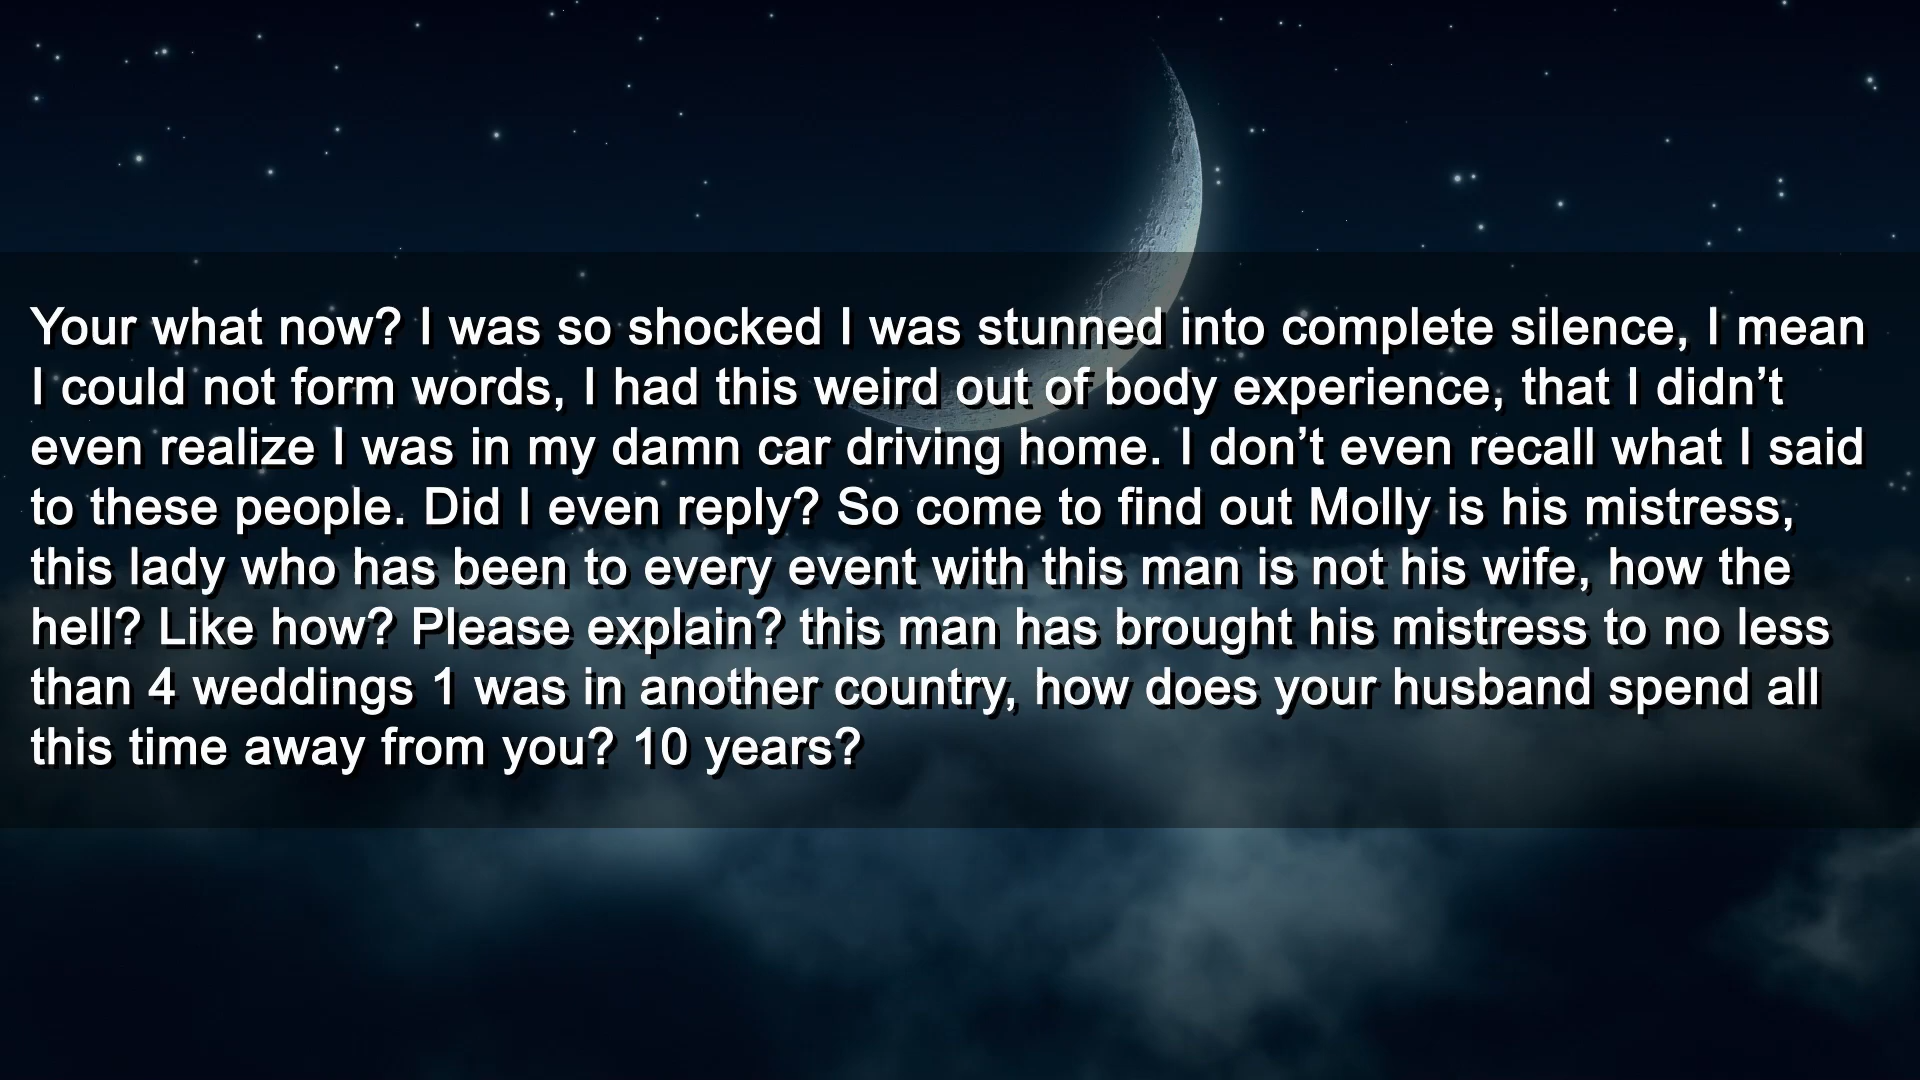 Your what now? I was so shocked I was stunned into complete silence, I mean
I could not form words, I had this weird out of body experience, that I didn’t
even realize I was in my damn car driving home. I don’t even recall what I said
to these people. Did I even reply? So come to find out Molly is his mistress,
this lady who has been to every event with this man is not his wife, how the
hell? Like how? Please explain? this man has brought his mistress to no less
than 4 weddings 1 was in another country, how does your husband spend all
this time away from you? 10 years?